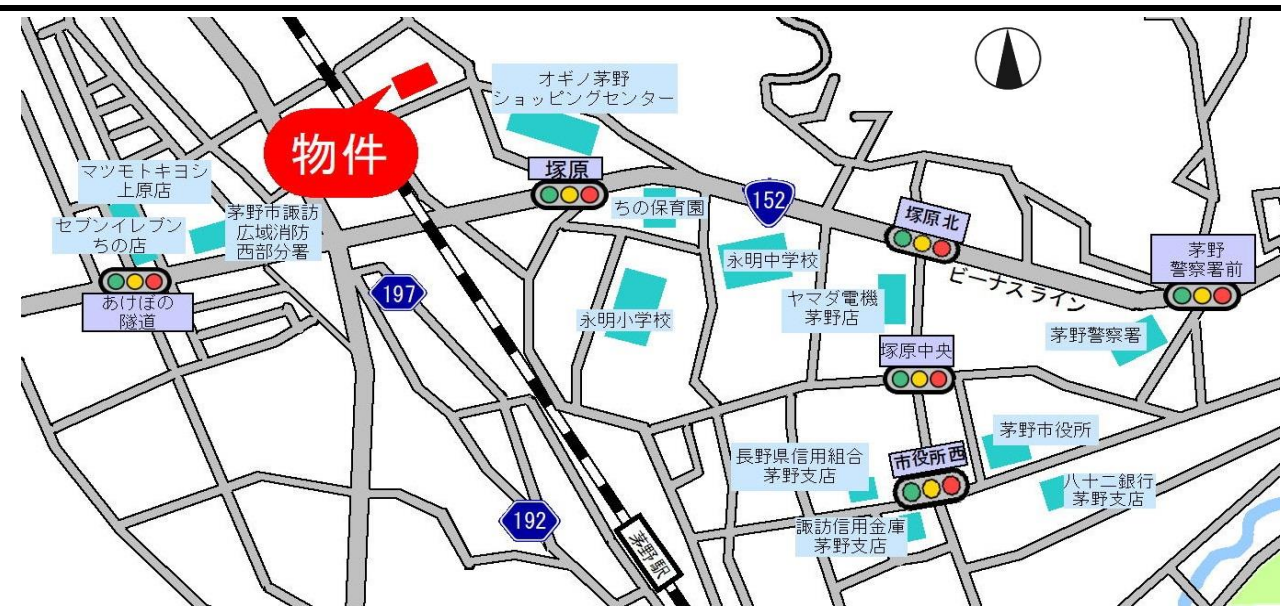 オギノ茅野
ショッピングセンター
物件
塚原
マツモトキヨシ
上原店
152
セブンイレブン
ちの店
茅野市諏訪
広域消防
西部分署
ちの保育園
塚原北
永明中学校
茅野
警察署前
あけぼの
隧道
197
ビーナスライン
ヤマダ電機
茅野店
永明小学校
茅野警察署
塚原中央
茅野市役所
長野県信用組合
茅野支店
市役所西
八十二銀行
茅野支店
192
諏訪信用金庫
茅野支店
茅野駅